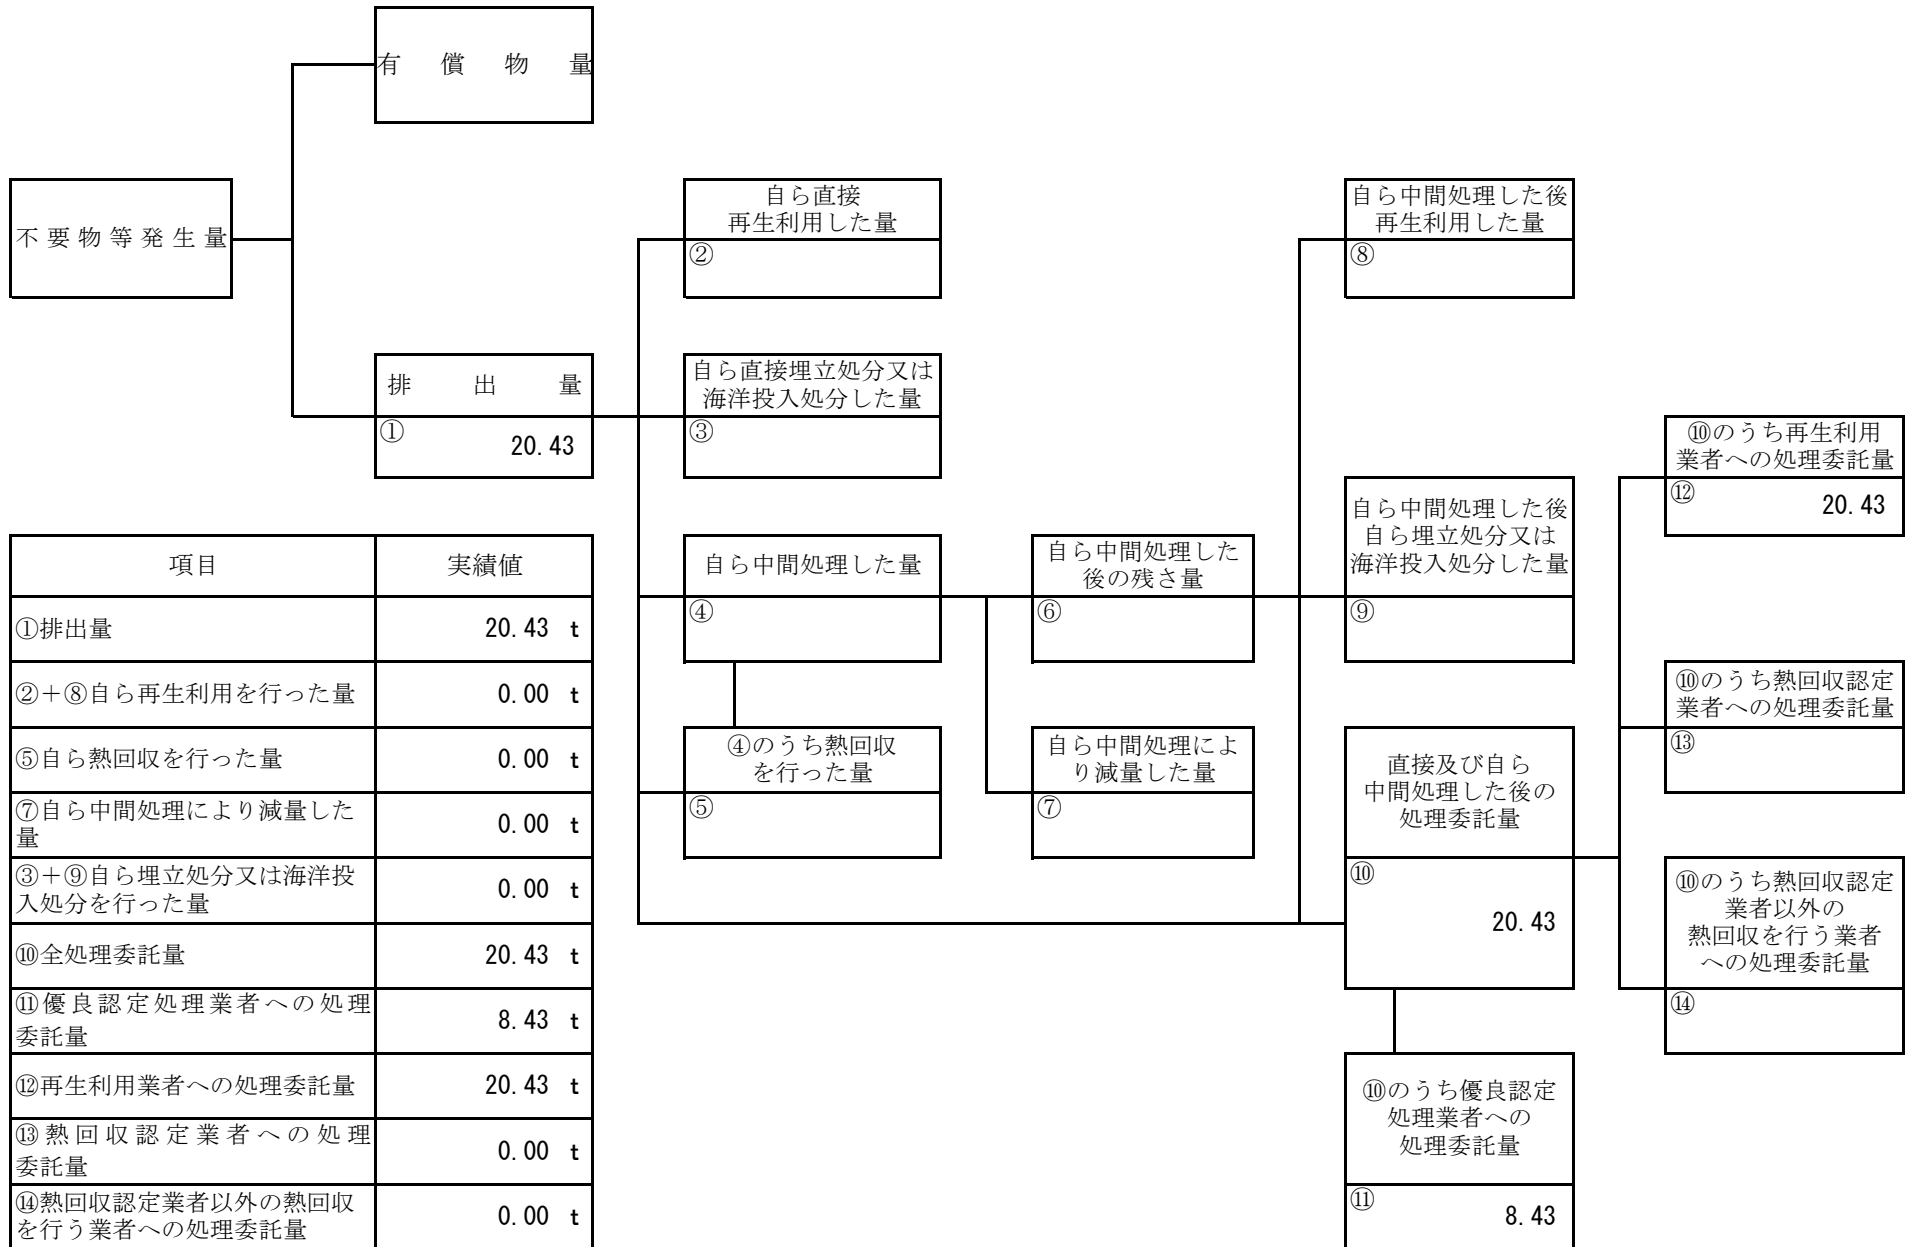 有償物量
不要物等発生量
自ら直接
再生利用した量
②
自ら中間処理した後
再生利用した量
⑧
排出量
①
20.43
自ら直接埋立処分又は
海洋投入処分した量
③
⑩のうち再生利用
業者への処理委託量
⑫
20.43
自ら中間処理した量
④
自ら中間処理した
後の残さ量
⑥
自ら中間処理した後
自ら埋立処分又は
海洋投入処分した量
⑨
④のうち熱回収
を行った量
⑤
自ら中間処理によ
り減量した量
⑦
直接及び自ら
中間処理した後の
処理委託量
⑩
20.43
⑩のうち熱回収認定
業者への処理委託量
⑬
⑩のうち熱回収認定
業者以外の
熱回収を行う業者
への処理委託量
⑭
⑩のうち優良認定
処理業者への
処理委託量
⑪
8.43
項目 実績値
①排出量 20.43 t
②＋⑧自ら再生利用を行った量 0.00 t
⑤自ら熱回収を行った量 0.00 t
⑦自ら中間処理により減量した
量 0.00 t
③＋⑨自ら埋立処分又は海洋投
入処分を行った量 0.00 t
⑩全処理委託量 20.43 t
⑪優良認定処理業者への処理
委託量 8.43 t
⑫再生利用業者への処理委託量 20.43 t
⑬熱回収認定業者への処理
委託量 0.00 t
⑭熱回収認定業者以外の熱回収
を行う業者への処理委託量 0.00 t